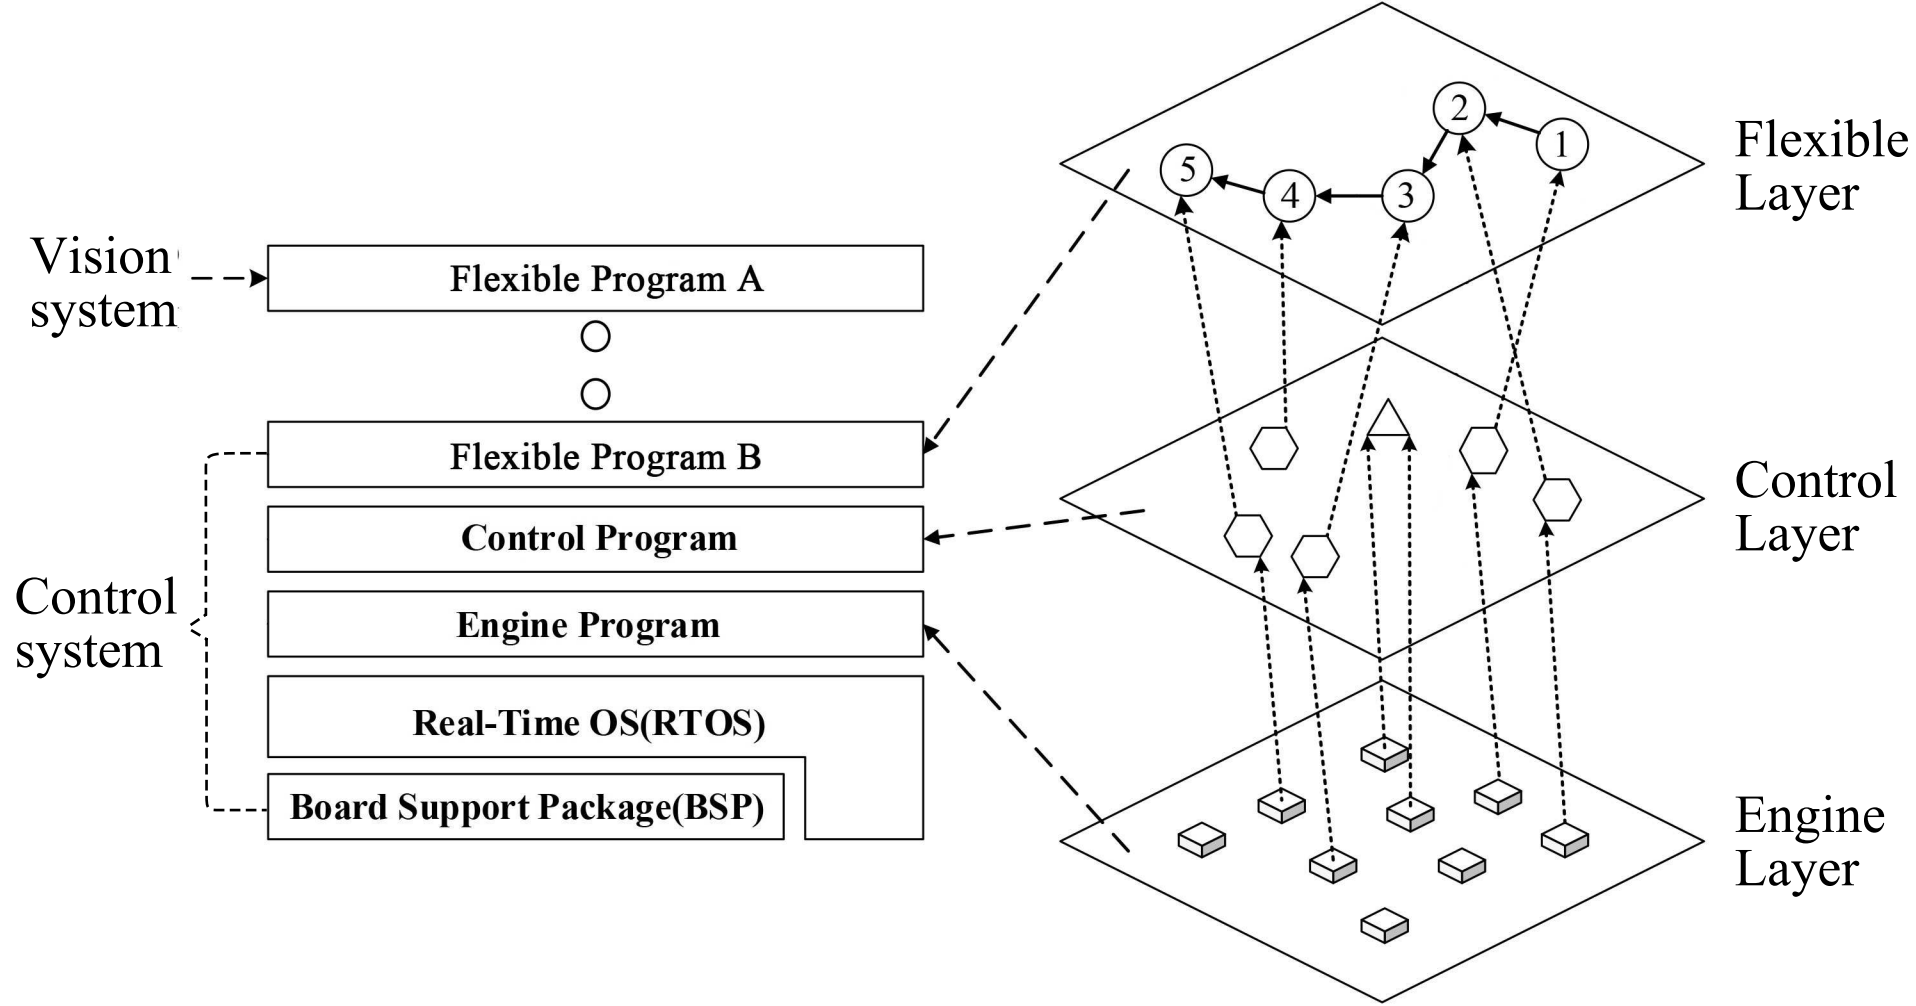 Vision
system
Flexible Program A
Flexible Program B
Control Program
Control
system
Engine Program
Real-Time OS(RTOS)
Board Support Package(BSP)
2
1
5
4
3
Flexible
Layer
Control
Layer
Engine
Layer